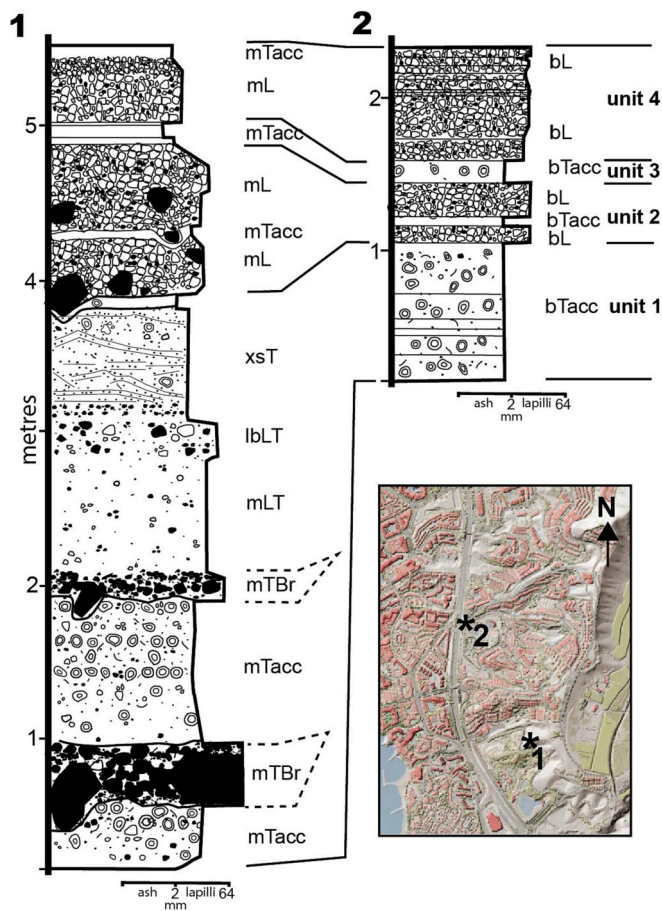 1
mTacc
mL
5
mTacc
mL
mTacc
mL
4
xsT
metres
lbLT
mLT
2
mTBr
mTacc
1
mTBr
mTacc
ash 2 lapilli 64
mm
2
bL
2
unit 4
bL
bTacc unit 3
bL
bTacc unit 2
bL
1
bTacc unit 1
ash 2 lapilli 64
mm
N
*2
*1